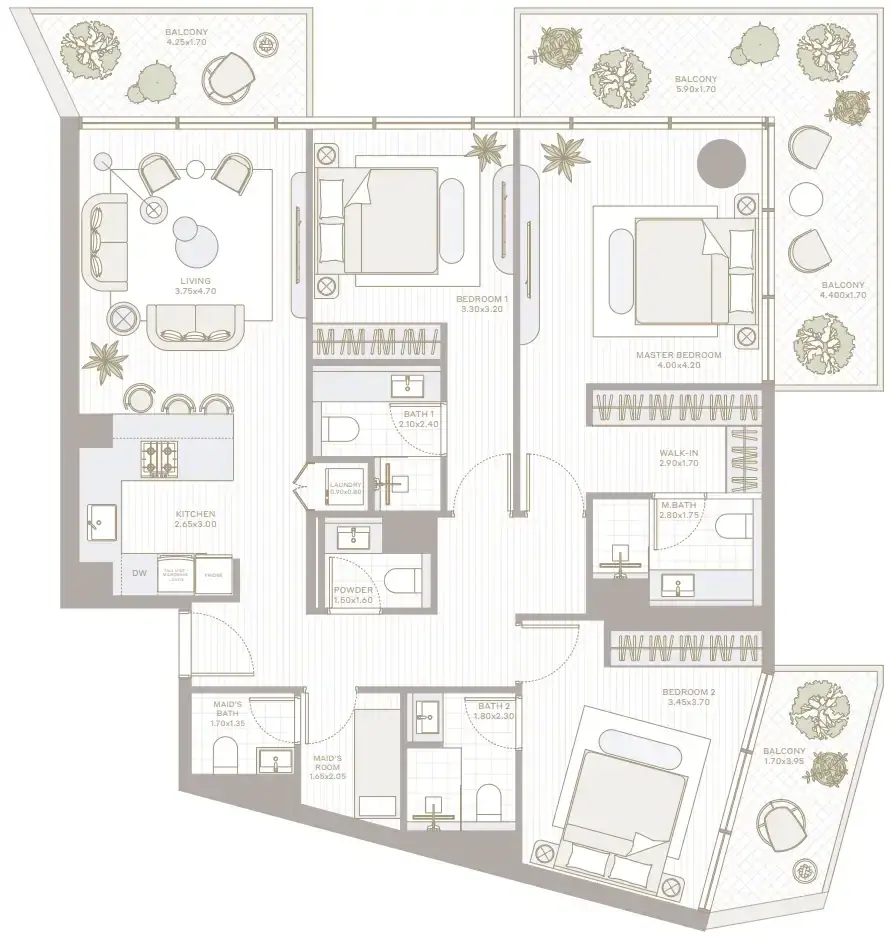 BALCONY
4.25x1.70
BALCONY
5.90x1.70
LIVING
3.75x4.70
BEDROOM 1
3.30x3.20
BALCONY
4.400x1.70
MASTER BEDROOM
4.00x4.20
BATH 1
2.10x2.40
WALK-IN
2.90x1.70
LAUNDRY
0.90x0.80
KITCHEN
2.65x3.00
M.BATH
2.80x1.75
DW
FRIDGE
POWDER
1.50x1.60
MAID'S
BATH
1.70x1.35
BATH 2
1.80x2.30
BEDROOM 2
3.45x3.70
MAID'S
ROOM
1.65x2.05
BALCONY
1.70x3.95